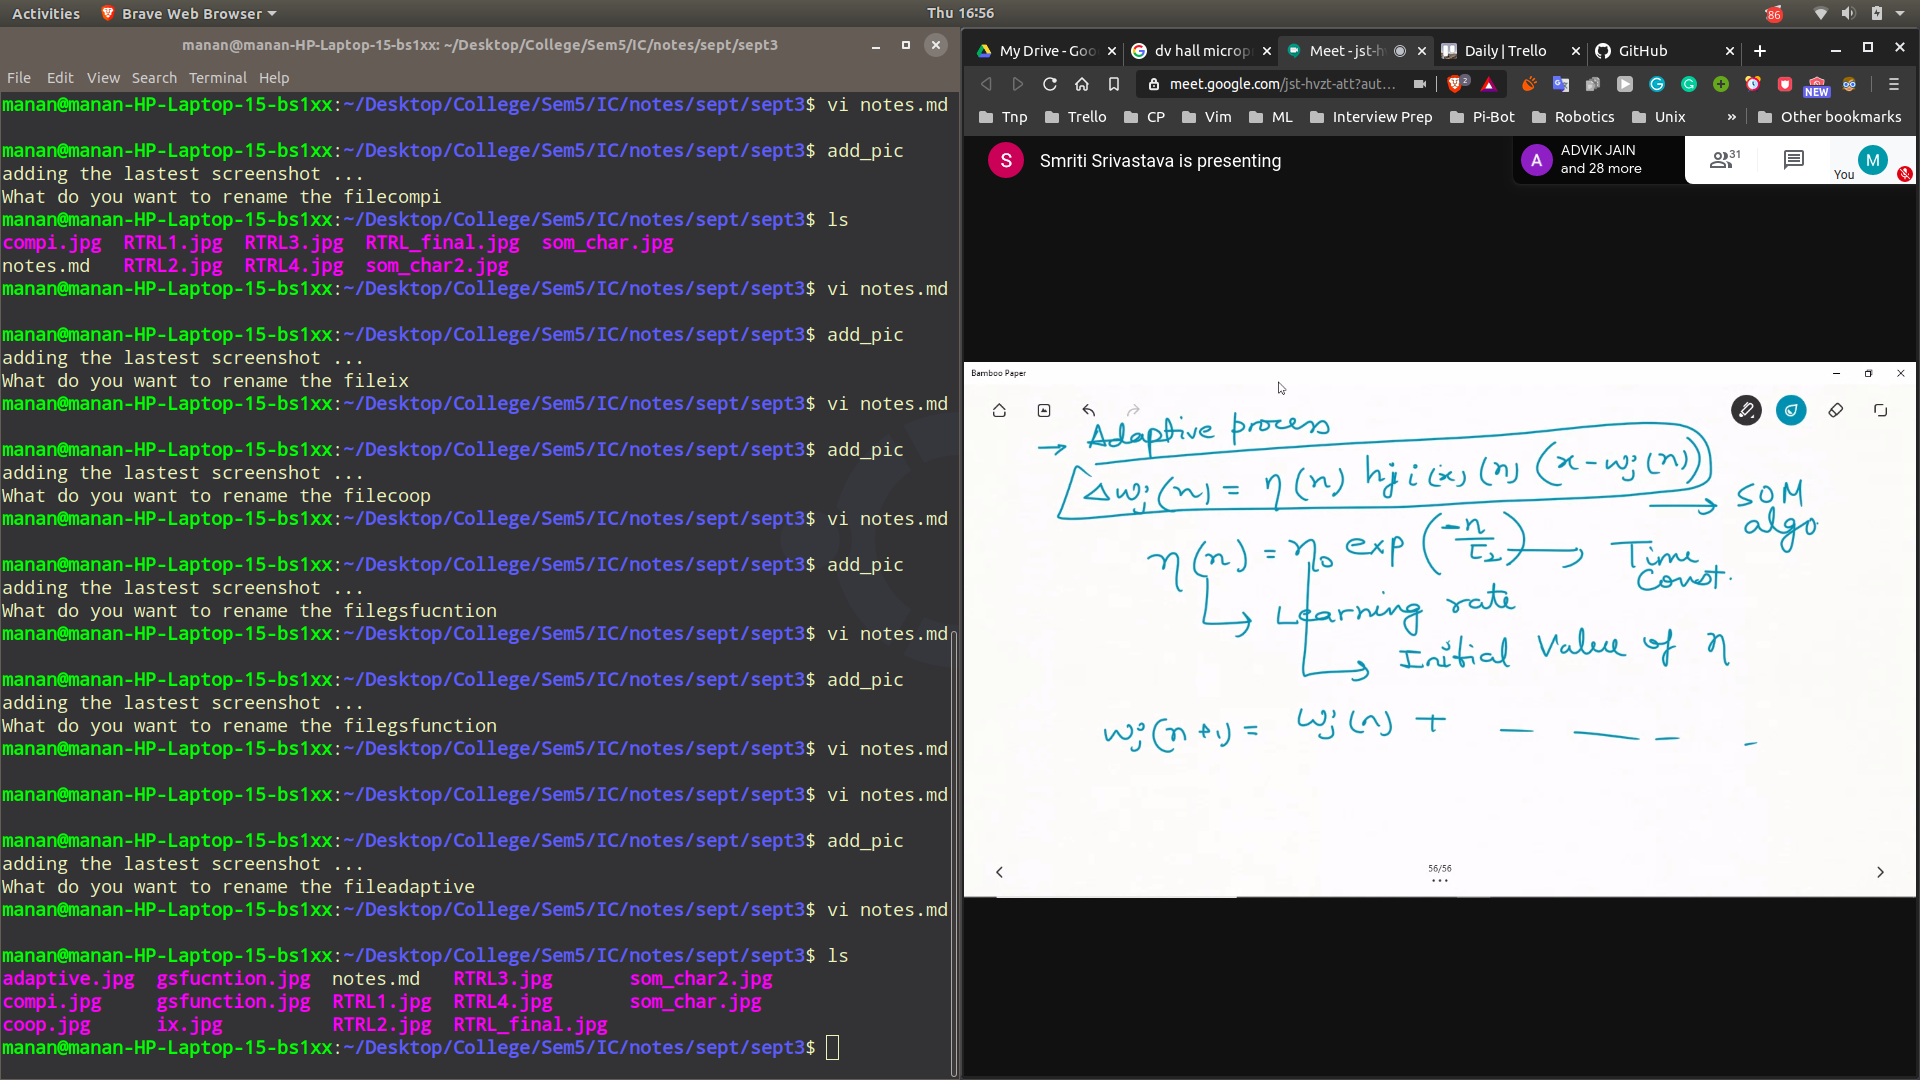 Activities Brave Web Browser Thu 16:56 86
manan@manan-HP-Laptop-15-bs1xx: ~/Desktop/College/Sem5/IC/notes/sept/sept3
File Edit View Search Terminal Help
manan@manan-HP-Laptop-15-bs1xx:~/Desktop/College/Sem5/IC/notes/sept/sept3$ vi notes.md
manan@manan-HP-Laptop-15-bs1xx:~/Desktop/College/Sem5/IC/notes/sept/sept3$ add_pic
adding the lastest screenshot ...
What do you want to rename the filecompi
manan@manan-HP-Laptop-15-bs1xx:~/Desktop/College/Sem5/IC/notes/sept/sept3$ ls
compi.jpg RTRL1.jpg RTRL3.jpg RTRL_final.jpg som_char.jpg
notes.md RTRL2.jpg RTRL4.jpg som_char2.jpg
manan@manan-HP-Laptop-15-bs1xx:~/Desktop/College/Sem5/IC/notes/sept/sept3$ vi notes.md
manan@manan-HP-Laptop-15-bs1xx:~/Desktop/College/Sem5/IC/notes/sept/sept3$ add_pic
adding the lastest screenshot ...
What do you want to rename the fileix
manan@manan-HP-Laptop-15-bs1xx:~/Desktop/College/Sem5/IC/notes/sept/sept3$ vi notes.md
manan@manan-HP-Laptop-15-bs1xx:~/Desktop/College/Sem5/IC/notes/sept/sept3$ add_pic
adding the lastest screenshot ...
What do you want to rename the filecoop
manan@manan-HP-Laptop-15-bs1xx:~/Desktop/College/Sem5/IC/notes/sept/sept3$ vi notes.md
manan@manan-HP-Laptop-15-bs1xx:~/Desktop/College/Sem5/IC/notes/sept/sept3$ add_pic
adding the lastest screenshot ...
What do you want to rename the filegsfucntion
manan@manan-HP-Laptop-15-bs1xx:~/Desktop/College/Sem5/IC/notes/sept/sept3$ vi notes.md
manan@manan-HP-Laptop-15-bs1xx:~/Desktop/College/Sem5/IC/notes/sept/sept3$ add_pic
adding the lastest screenshot ...
What do you want to rename the filegsfunction
manan@manan-HP-Laptop-15-bs1xx:~/Desktop/College/Sem5/IC/notes/sept/sept3$ vi notes.md
manan@manan-HP-Laptop-15-bs1xx:~/Desktop/College/Sem5/IC/notes/sept/sept3$ vi notes.md
manan@manan-HP-Laptop-15-bs1xx:~/Desktop/College/Sem5/IC/notes/sept/sept3$ add_pic
adding the lastest screenshot ...
What do you want to rename the fileadaptive
manan@manan-HP-Laptop-15-bs1xx:~/Desktop/College/Sem5/IC/notes/sept/sept3$ vi notes.md
manan@manan-HP-Laptop-15-bs1xx:~/Desktop/College/Sem5/IC/notes/sept/sept3$ ls
adaptive.jpg gsfucntion.jpg notes.md RTRL3.jpg som_char2.jpg
compi.jpg gsfunction.jpg RTRL1.jpg RTRL4.jpg som_char.jpg
coop.jpg ix.jpg RTRL2.jpg RTRL_final.jpg
manan@manan-HP-Laptop-15-bs1xx:~/Desktop/College/Sem5/IC/notes/sept/sept3$
My Drive - Goo dv hall microp Meet - jst-h Daily | Trello GitHub
meet.google.com/jst-hvzt-att?aut... 2 NEW
Tnp Trello CP Vim ML Interview Prep Pi-Bot Robotics Unix » Other bookmarks
S Smriti Srivastava is presenting
A ADVIK JAIN
and 28 more
31
You M
Bamboo Paper
→ Adaptive process
Δwj(n) = η(n) hj i(x) (n) (x-wj(n))
→ SOM
algo
η(n) = η0 exp (-n/τ2) → Time
Const.
→ Learning rate
→ Initial Value of η
wj(n+1) = wj(n) + — — — -
56/56